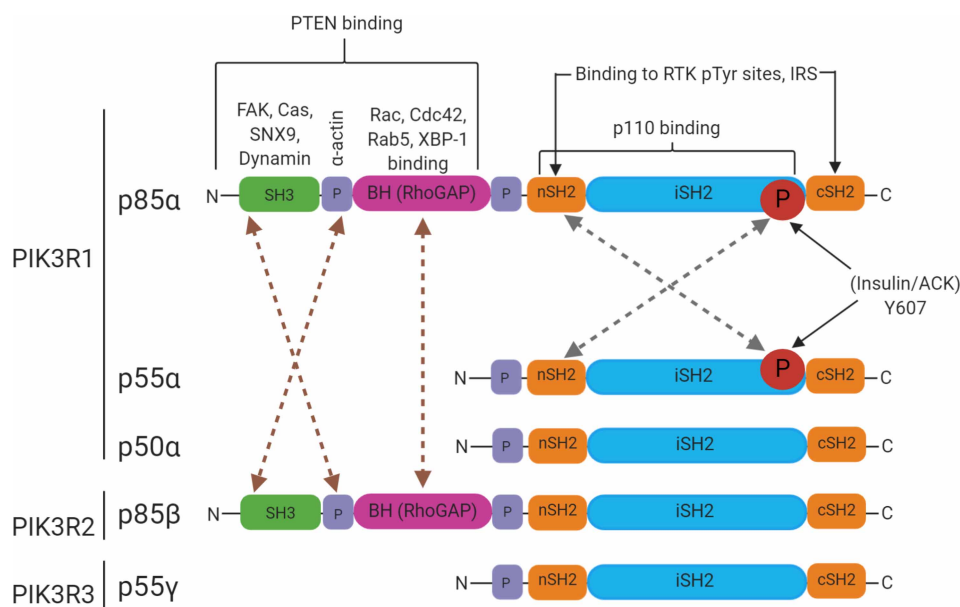 PTEN binding
FAK, Cas,
SNX9,
Dynamin
α-actin
Rac, Cdc42,
Rab5, XBP-1
binding
Binding to RTK pTyr sites, IRS
p110 binding
PIK3R1
p85α
N
SH3
P
BH (RhoGAP)
P
nSH2
iSH2
P
cSH2
C
(Insulin/ACK)
Y607
p55α
N
P
nSH2
iSH2
P
cSH2
C
p50α
N
P
nSH2
iSH2
cSH2
C
PIK3R2
p85β
N
SH3
P
BH (RhoGAP)
P
nSH2
iSH2
cSH2
C
PIK3R3
p55γ
N
P
nSH2
iSH2
cSH2
C